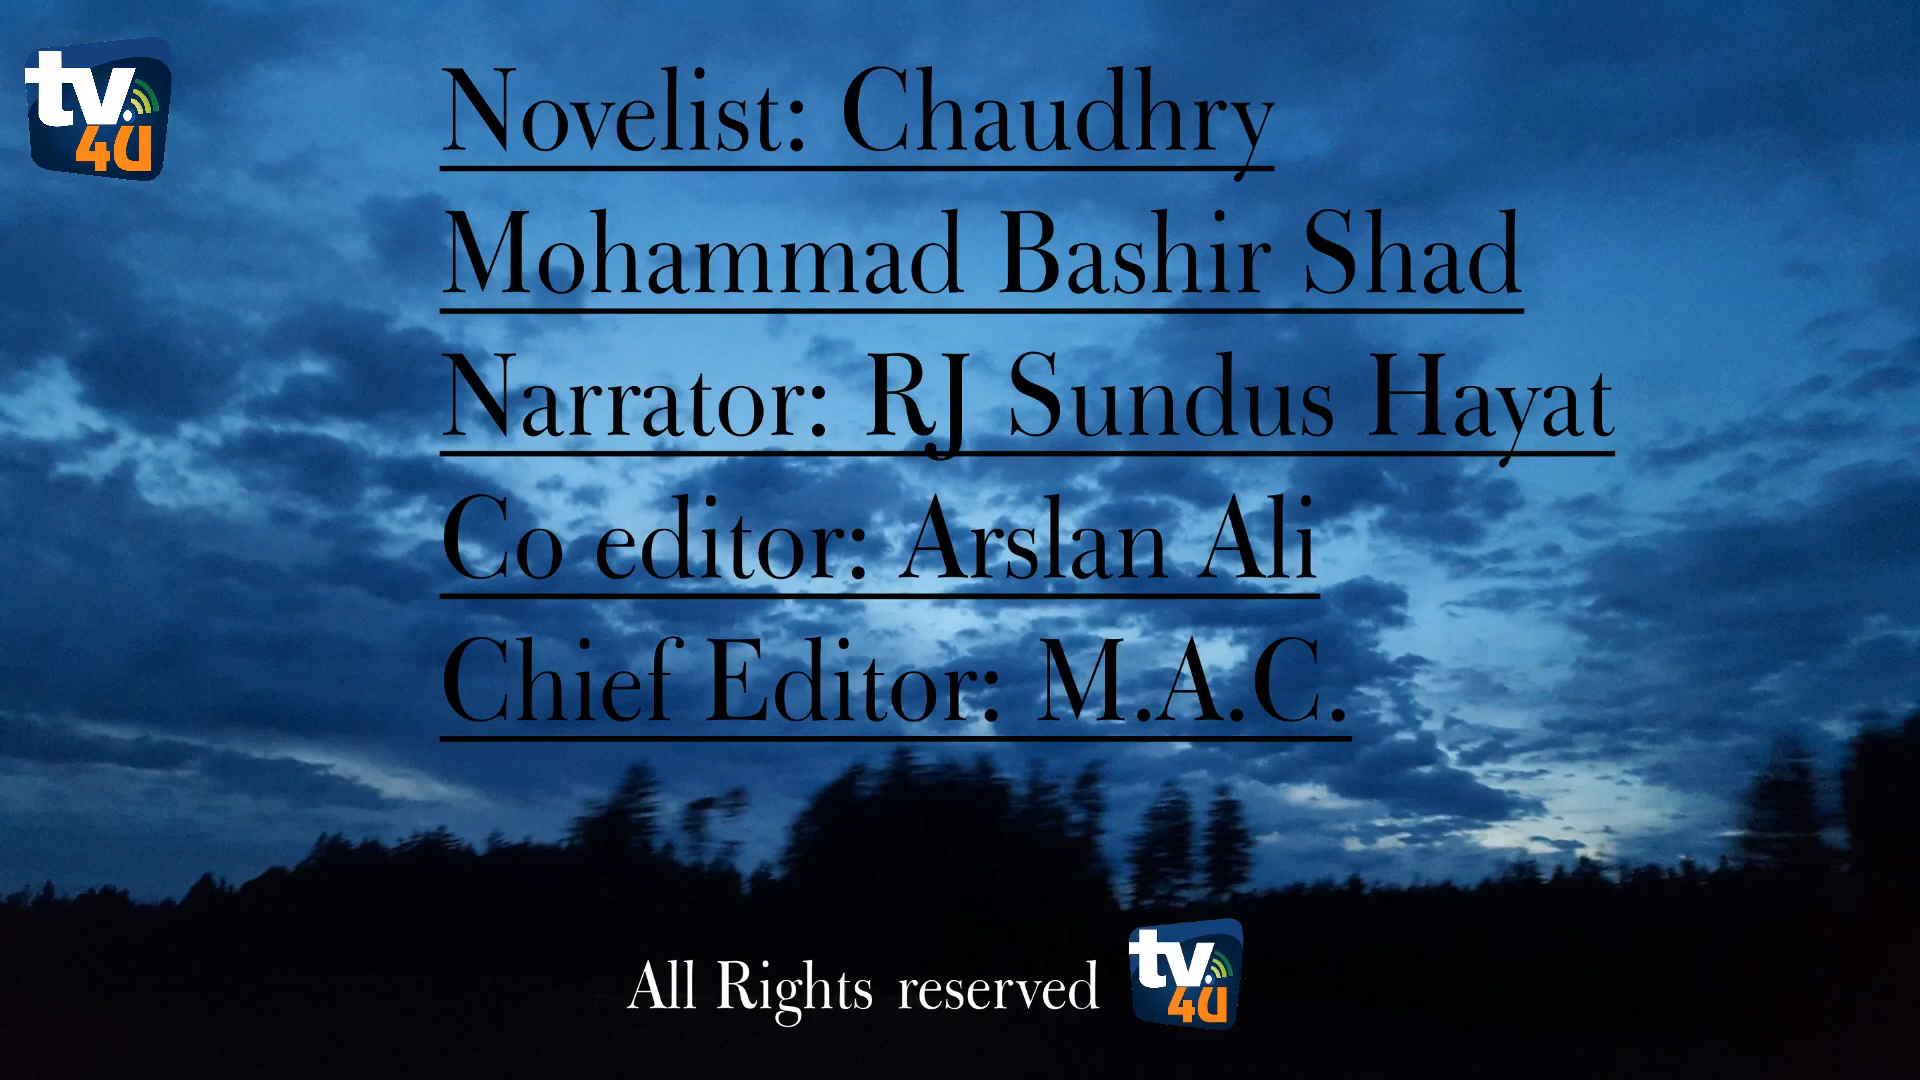 tv.
4U
Novelist: Chaudhry
Mohammad Bashir Shad
Narrator: RJ Sundus Hayat
Co editor: Arslan Ali
Chief Editor: M.A.C.
All Rights reserved
tv.
4U